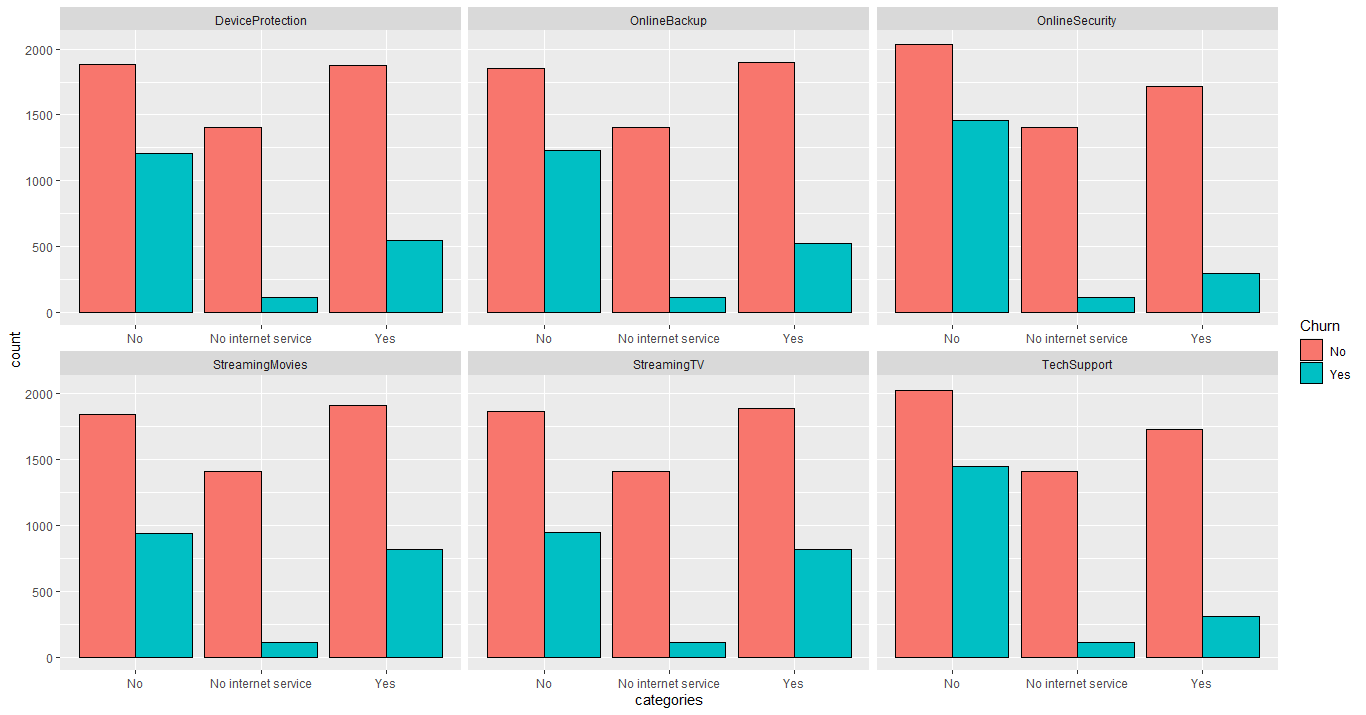 DeviceProtection
OnlineBackup
OnlineSecurity
2000
1500
1000
500
0
No
No internet service
Yes
No
No internet service
Yes
No
No internet service
Yes
count
StreamingMovies
StreamingTV
TechSupport
2000
1500
1000
500
0
No
No internet service
Yes
No
No internet service
Yes
No
No internet service
Yes
categories
Churn
No
Yes